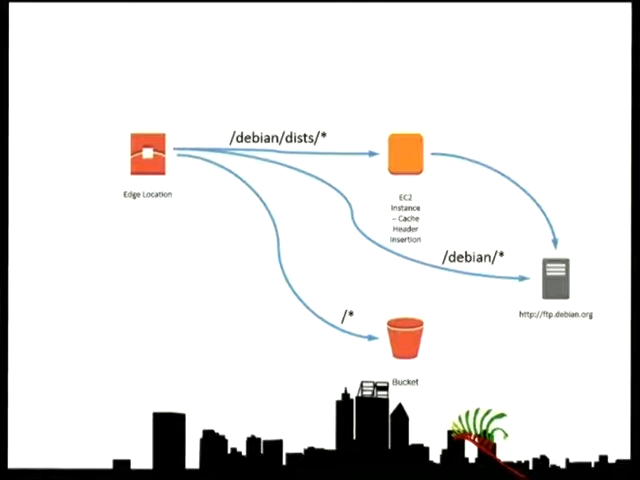 /debian/dists/*
Edge Location
EC2
Instance
– Cache
Header
Insertion
/debian/*
http://ftp.debian.org
/*
Bucket